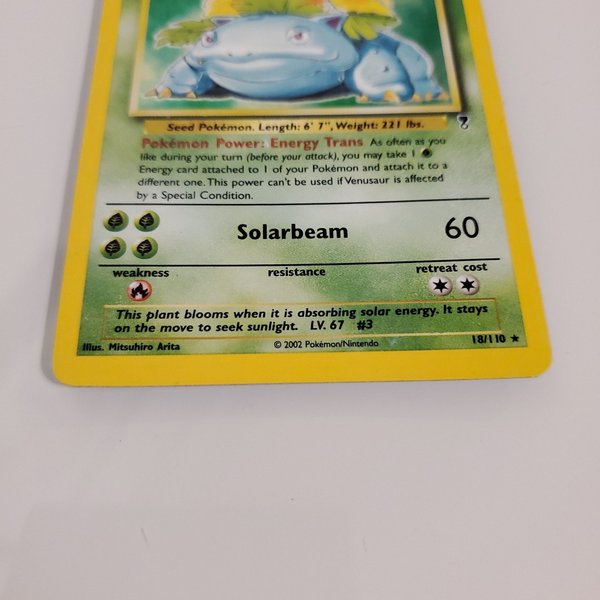 Seed Pokémon. Length: 6' 7", Weight: 221 lbs.
Pokémon Power: Energy Trans As often as you
like during your turn (before your attack), you may take 1
Energy card attached to 1 of your Pokémon and attach it to a
different one. This power can't be used if Venusaur is affected
by a Special Condition.
Solarbeam 60
weakness resistance retreat cost
This plant blooms when it is absorbing solar energy. It stays
on the move to seek sunlight. LV. 67 #3
Illus. Mitsuhiro Arita © 2002 Pokémon/Nintendo 18/110 ★